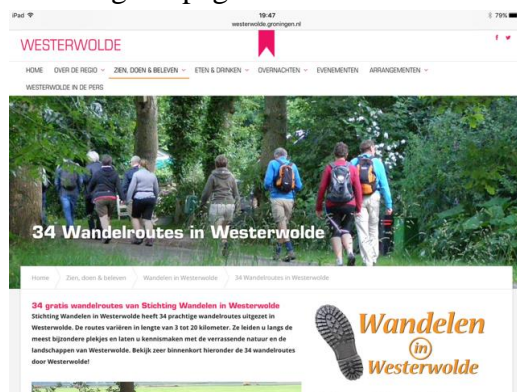 iPad 19:47 79%
westerwolde.groningen.nl
WESTERWOLDE
HOME OVER DE REGIO ZIEN, DOEN & BELEVEN ETEN & DRINKEN OVERNACHTEN EVENEMENTEN ARRANGEMENTEN
WESTERWOLDE IN DE PERS
34 Wandelroutes in Westerwolde
Home Zien, doen & beleven Wandelen in Westerwolde 34 Wandelroutes in Westerwolde
34 gratis wandelroutes van Stichting Wandelen in Westerwolde
Stichting Wandelen in Westerwolde heeft 34 prachtige wandelroutes uitgezet in
Westerwolde. De routes variëren in lengte van 3 tot 20 kilometer. Ze leiden u langs de
meest bijzondere plekjes en laten u kennismaken met de verrassende natuur en de
landschappen van Westerwolde. Bekijk zeer binnenkort hieronder de 34 wandelroutes
door Westerwolde!
Wandelen
in
Westerwolde